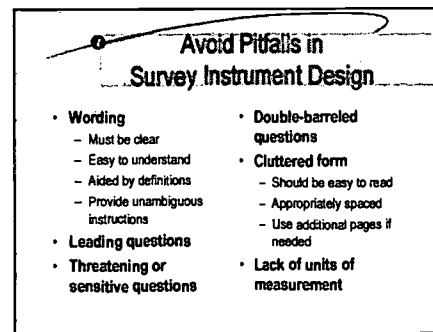 Avoid Pitfalls in
Survey Instrument Design
• Wording
– Must be clear
– Easy to understand
– Aided by definitions
– Provide unambiguous
instructions
• Leading questions
• Threatening or
sensitive questions
• Double-barreled
questions
• Cluttered form
– Should be easy to read
– Appropriately spaced
– Use additional pages if
needed
• Lack of units of
measurement